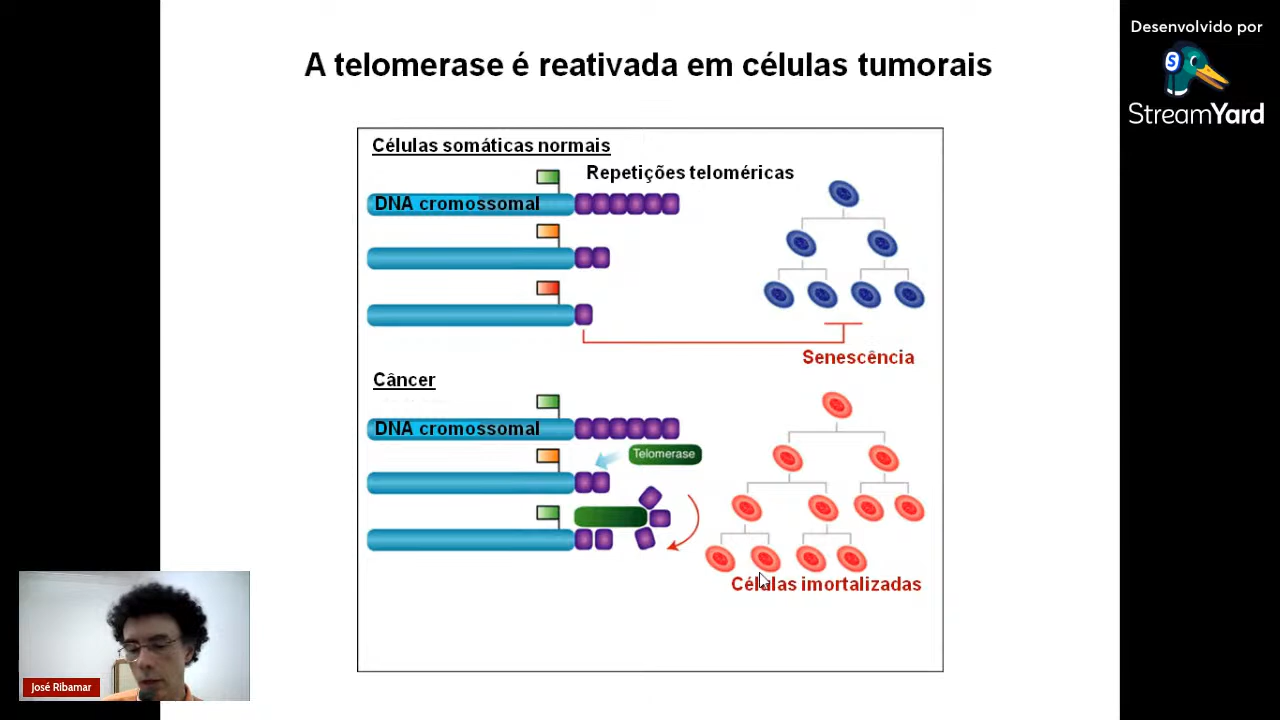 Desenvolvido por
StreamYard
A telomerase é reativada em células tumorais
Células somáticas normais
Repetições teloméricas
DNA cromossomal
Senescência
Câncer
DNA cromossomal
Telomerase
Células imortalizadas
José Ribamar